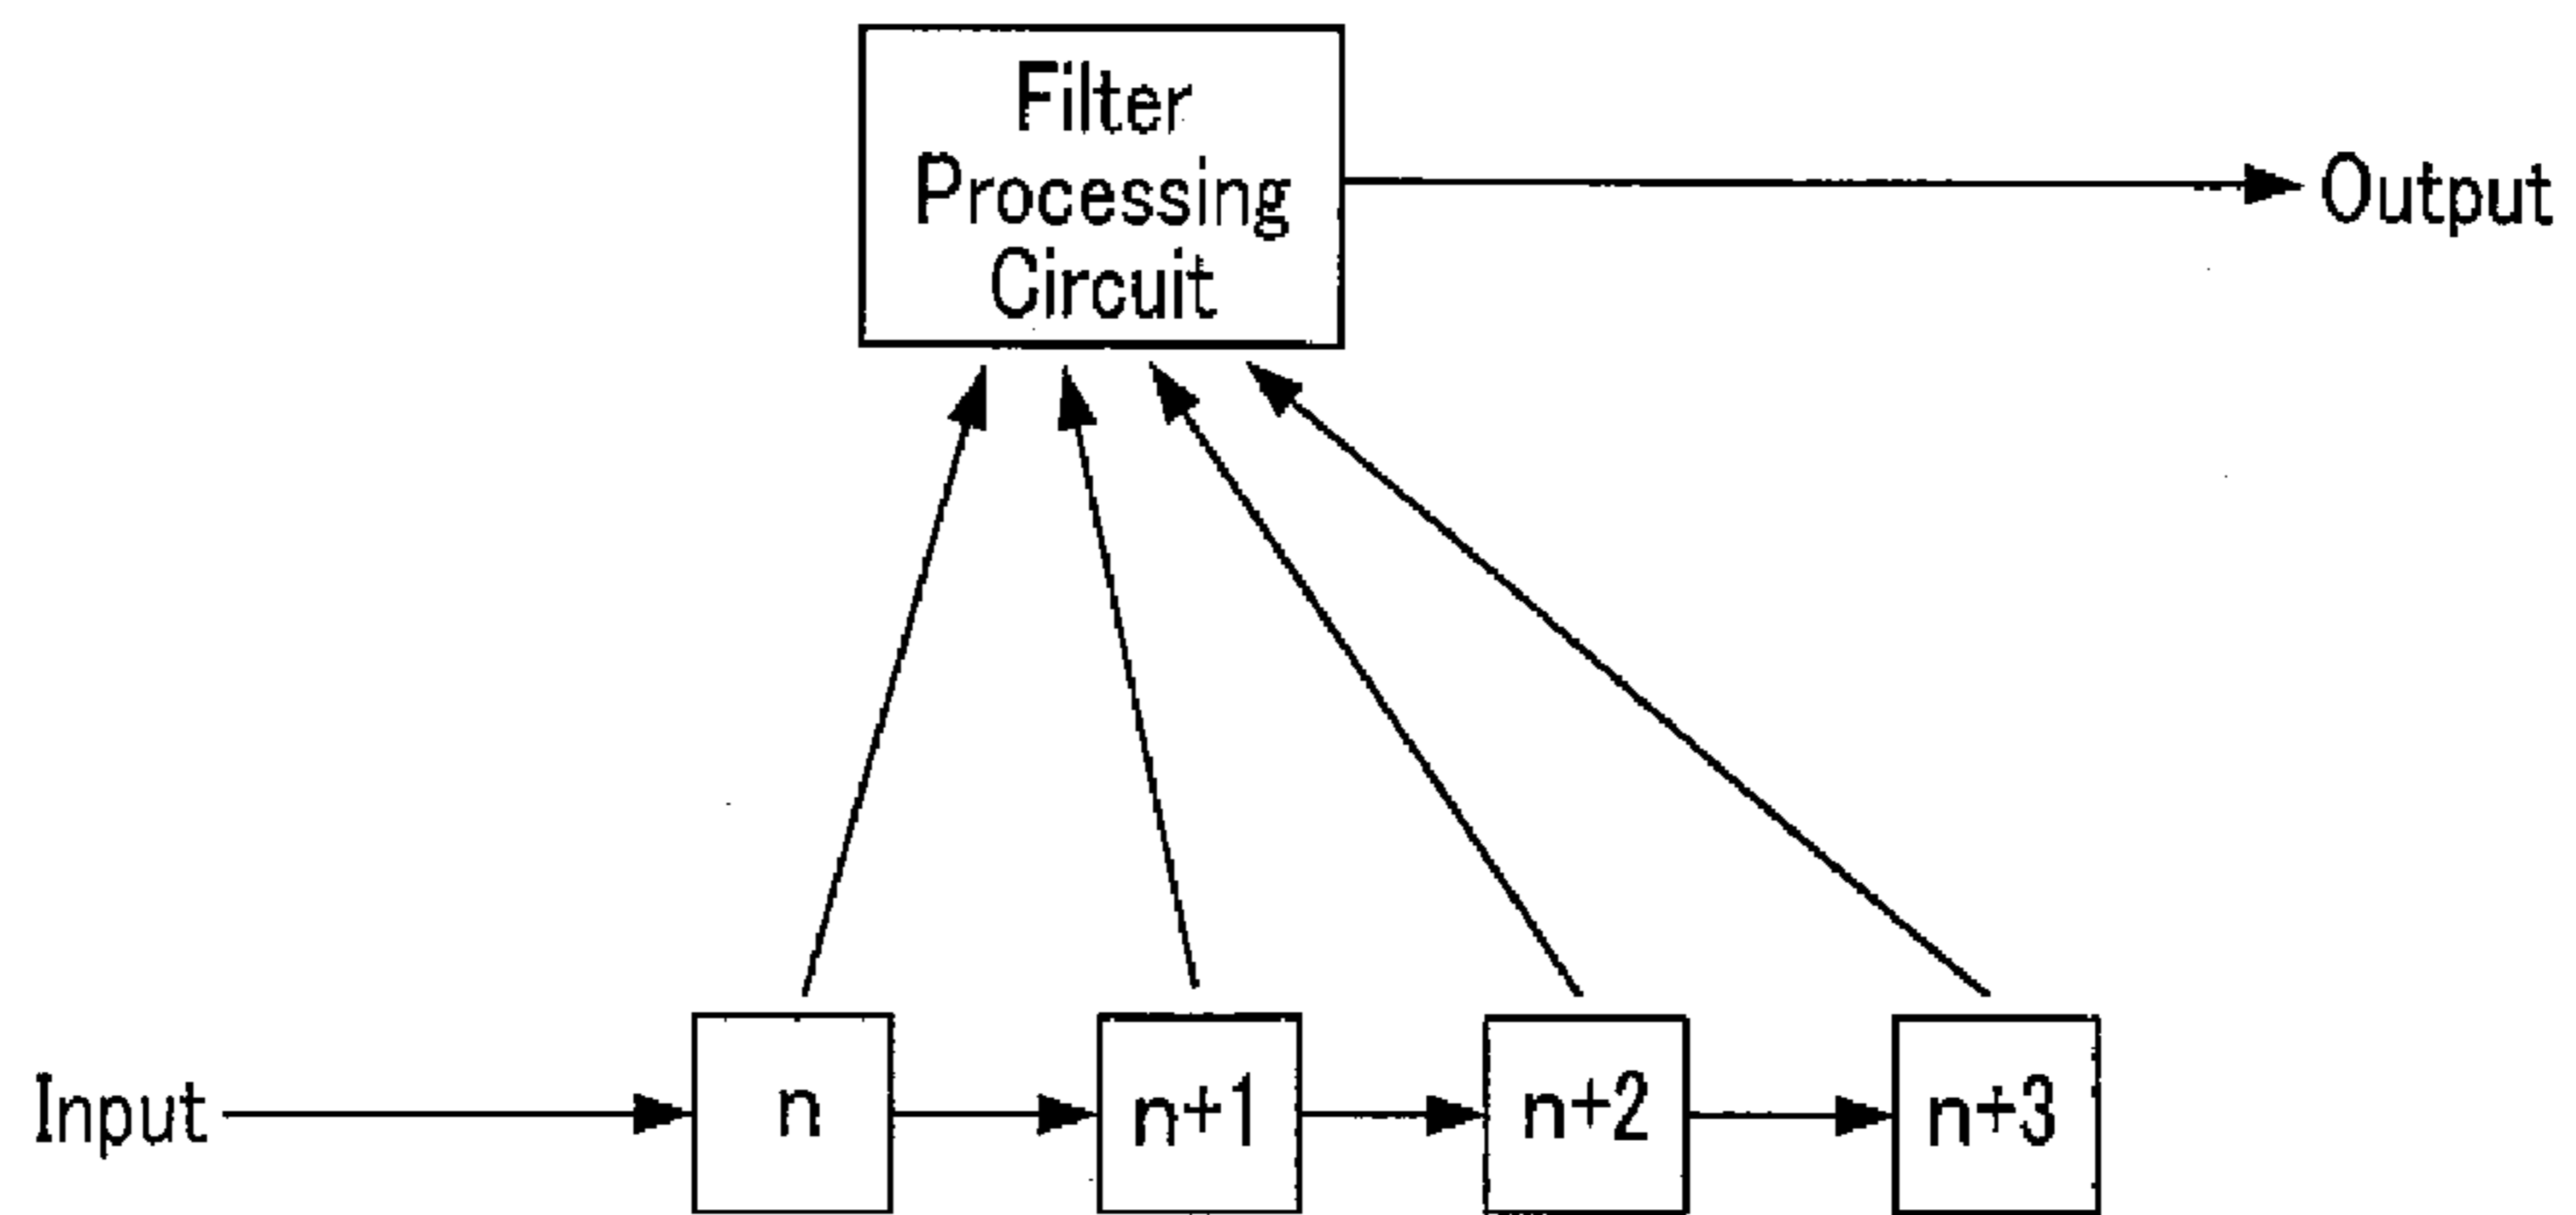 Filter
Processing
Circuit
Output
Input
n
n+1
n+2
n+3